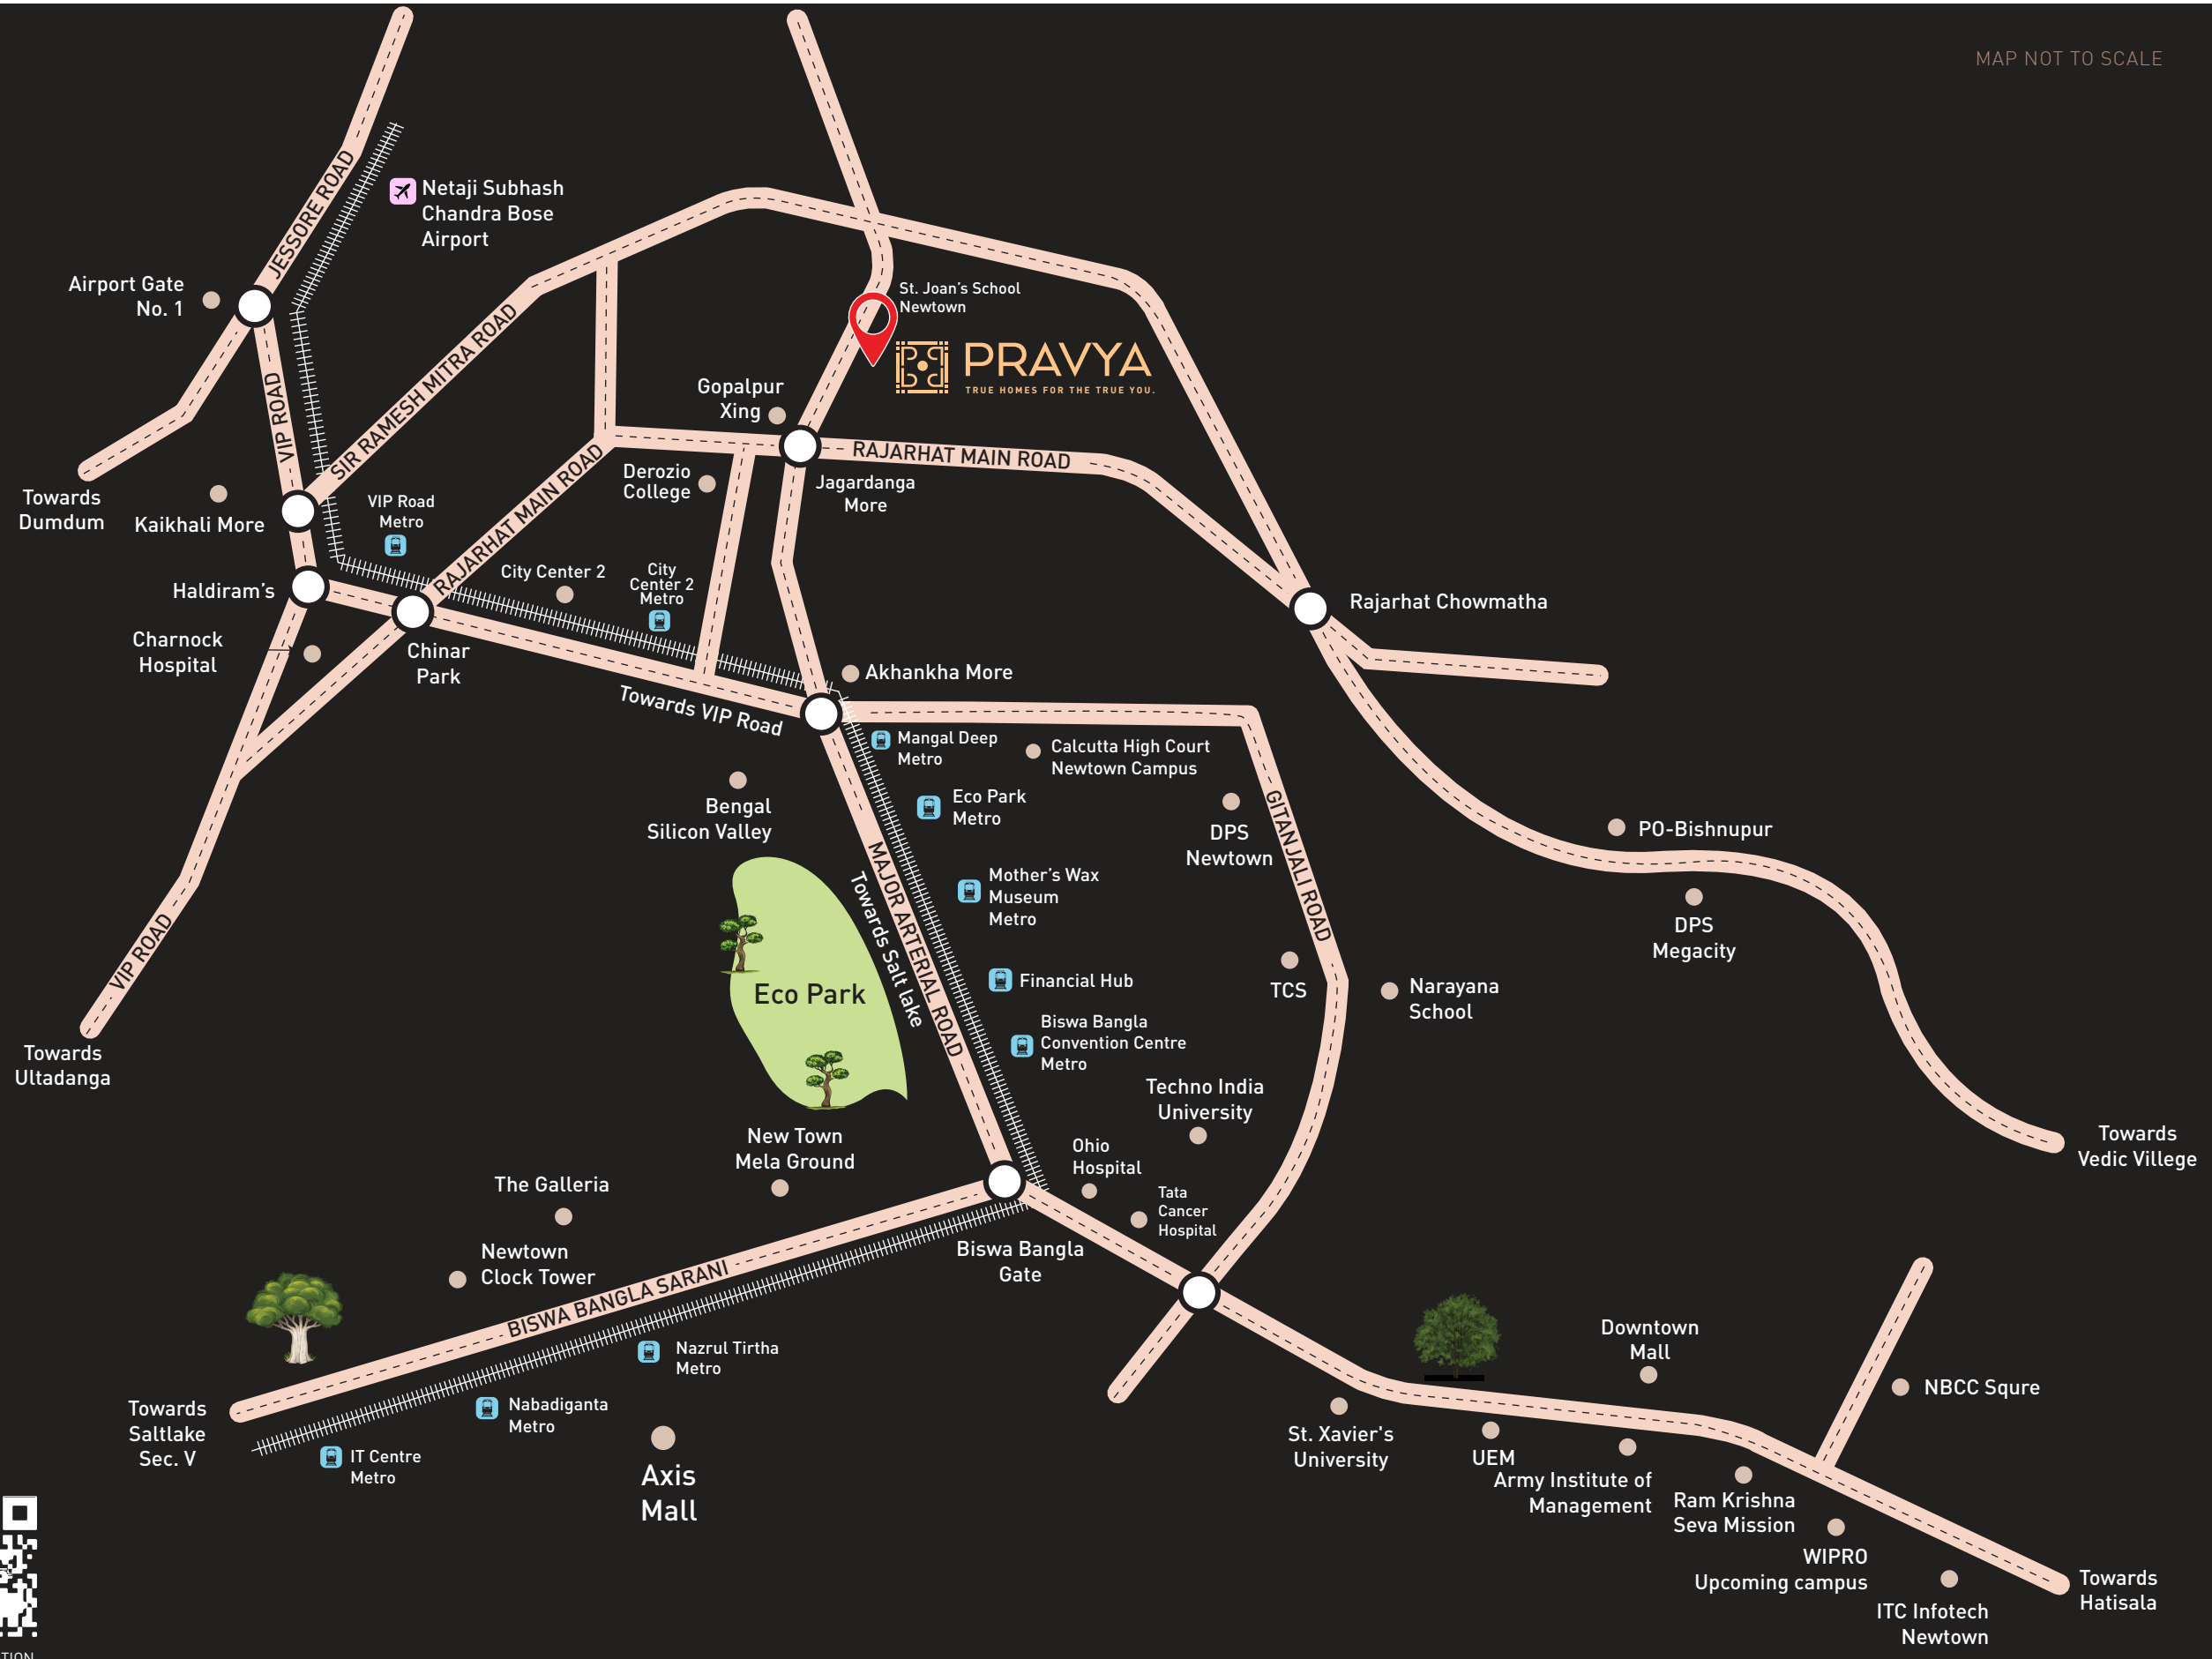 MAP NOT TO SCALE
JESSORE ROAD
Netaji Subhash
Chandra Bose
Airport
Airport Gate
No. 1
St. Joan's School
Newtown
PRAVYA
TRUE HOMES FOR THE TRUE YOU.
VIP ROAD
SIR RAMESH MITRA ROAD
Gopalpur
Xing
RAJARHAT MAIN ROAD
Derozio
College
Jagardanga
More
Towards
Dumdum
Kaikhali More
VIP Road
Metro
RAJARHAT MAIN ROAD
City Center 2
City
Center 2
Metro
Haldiram's
Rajarhat Chowmatha
Charnock
Hospital
Chinar
Park
Akhankha More
Towards VIP Road
Mangal Deep
Metro
Calcutta High Court
Newtown Campus
Bengal
Silicon Valley
Eco Park
Metro
DPS
Newtown
GITANJALI ROAD
PO-Bishnupur
MAJOR ARTERIAL ROAD
Towards Salt lake
Mother's Wax
Museum
Metro
DPS
Megacity
VIP ROAD
Eco Park
Financial Hub
TCS
Narayana
School
Biswa Bangla
Convention Centre
Metro
Towards
Ultadanga
Techno India
University
New Town
Mela Ground
Ohio
Hospital
Towards
Vedic Villege
The Galleria
Tata
Cancer
Hospital
Newtown
Clock Tower
Biswa Bangla
Gate
BISWA BANGLA SARANI
Nazrul Tirtha
Metro
Downtown
Mall
NBCC Squre
Towards
Saltlake
Sec. V
Nabadiganta
Metro
IT Centre
Metro
Axis
Mall
St. Xavier's
University
UEM
Army Institute of
Management
Ram Krishna
Seva Mission
WIPRO
Upcoming campus
Towards
Hatisala
ITC Infotech
Newtown